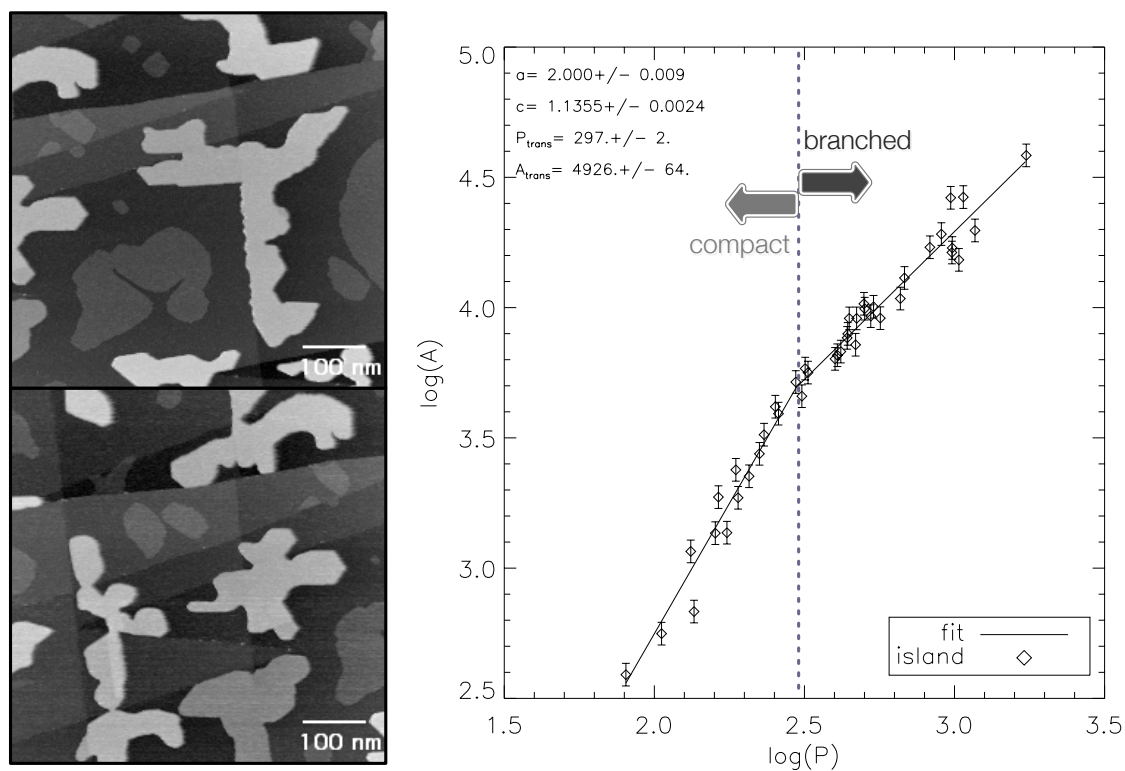 100 nm
100 nm
5.0
4.5
4.0
3.5
3.0
2.5
log(A)
a= 2.000+/- 0.009
c= 1.1355+/- 0.0024
Ptrans= 297.+/- 2.
Atrans= 4926.+/- 64.
branched
compact
fit
island
1.5 2.0 2.5 3.0 3.5
log(P)